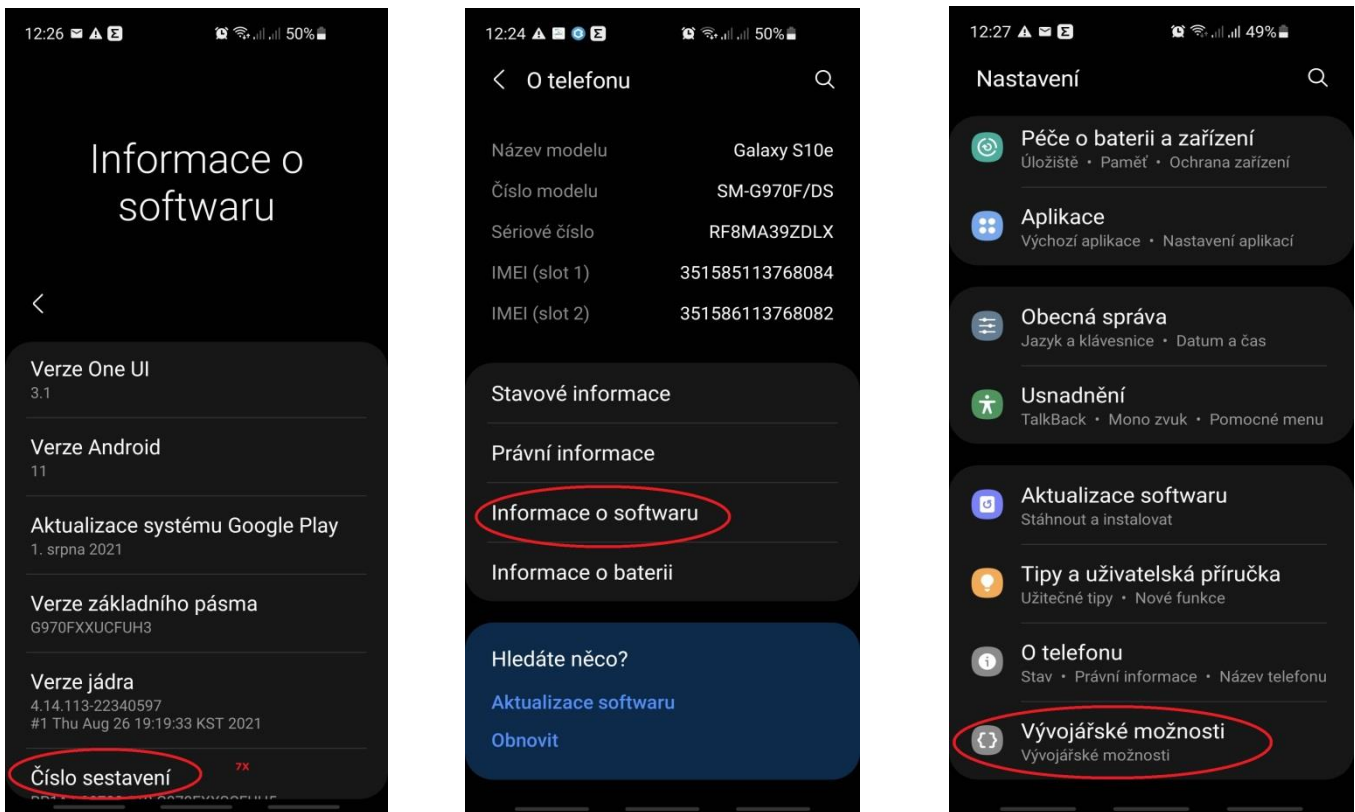 12:26 50%
Informace o
softwaru
Verze One UI
3.1
Verze Android
11
Aktualizace systému Google Play
1. srpna 2021
Verze základního pásma
G970FXXUCFUH3
Verze jádra
4.14.113-22340597
#1 Thu Aug 26 19:19:33 KST 2021
Číslo sestavení 7X
12:24 50%
O telefonu
Název modelu Galaxy S10e
Číslo modelu SM-G970F/DS
Sériové číslo RF8MA39ZDLX
IMEI (slot 1) 351585113768084
IMEI (slot 2) 351586113768082
Stavové informace
Právní informace
Informace o softwaru
Informace o baterii
Hledáte něco?
Aktualizace softwaru
Obnovit
12:27 49%
Nastavení
Péče o baterii a zařízení
Úložiště • Paměť • Ochrana zařízení
Aplikace
Výchozí aplikace • Nastavení aplikací
Obecná správa
Jazyk a klávesnice • Datum a čas
Usnadnění
TalkBack • Mono zvuk • Pomocné menu
Aktualizace softwaru
Stáhnout a instalovat
Tipy a uživatelská příručka
Užitečné tipy • Nové funkce
O telefonu
Stav • Právní informace • Název telefonu
Vývojářské možnosti
Vývojářské možnosti